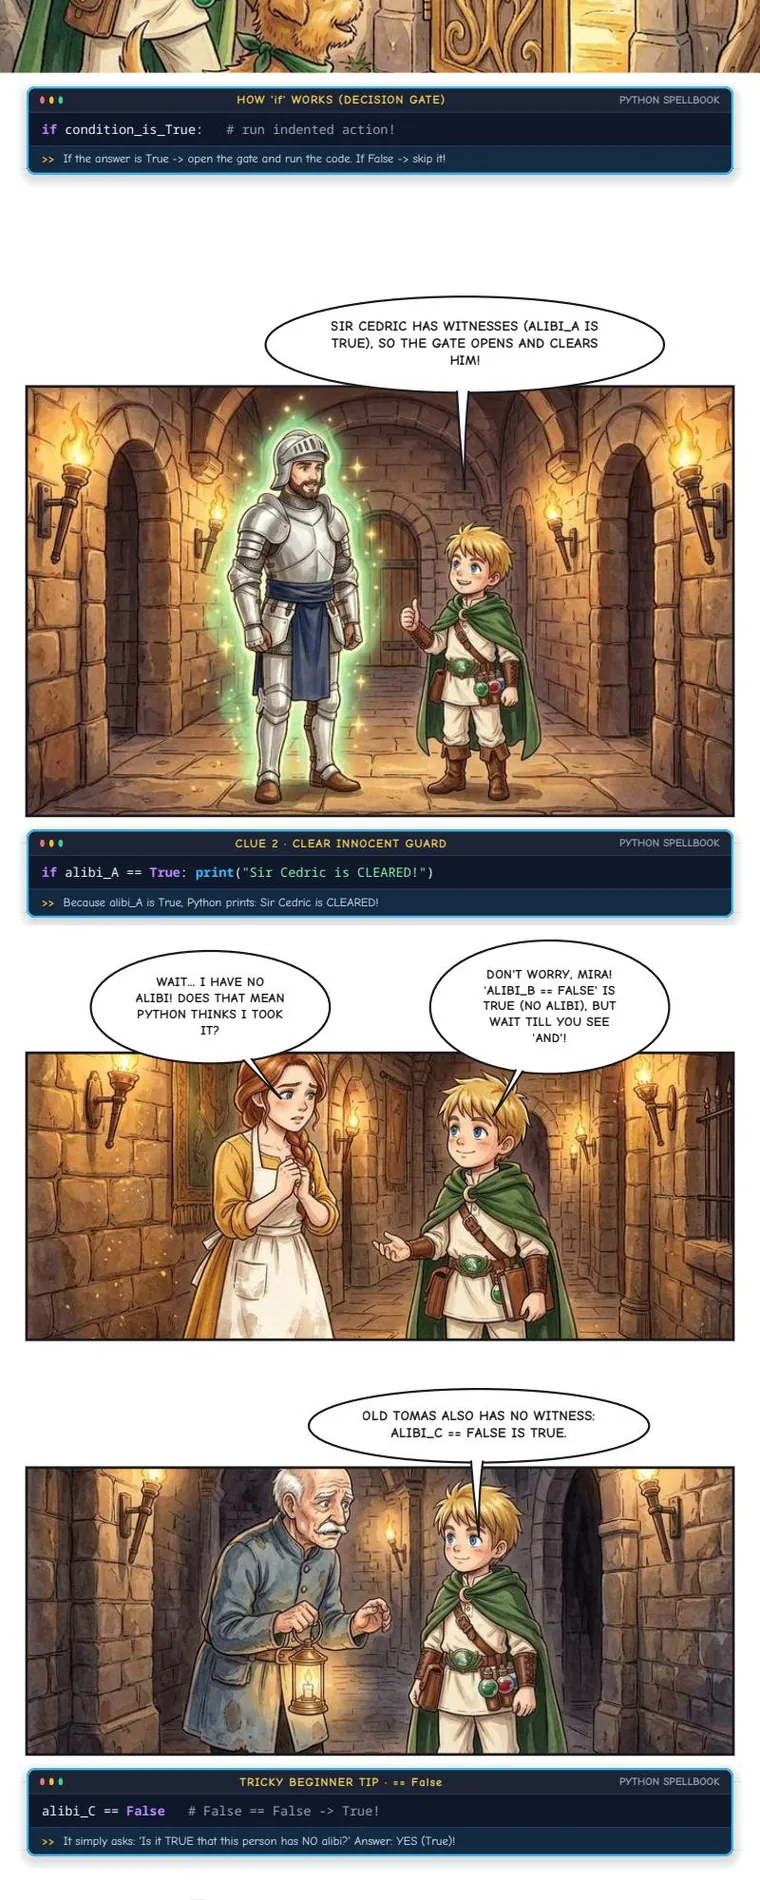 HOW 'if' WORKS (DECISION GATE)
PYTHON SPELLBOOK
if condition_is_True:   # run indented action!
>> If the answer is True -> open the gate and run the code. If False -> skip it!
SIR CEDRIC HAS WITNESSES (ALIBI_A IS
TRUE), SO THE GATE OPENS AND CLEARS
HIM!
CLUE 2 · CLEAR INNOCENT GUARD
PYTHON SPELLBOOK
if alibi_A == True: print("Sir Cedric is CLEARED!")
>> Because alibi_A is True, Python prints: Sir Cedric is CLEARED!
WAIT... I HAVE NO
ALIBI! DOES THAT MEAN
PYTHON THINKS I TOOK
IT?
DON'T WORRY, MIRA!
'ALIBI_B == FALSE' IS
TRUE (NO ALIBI), BUT
WAIT TILL YOU SEE
'AND'!
OLD TOMAS ALSO HAS NO WITNESS:
ALIBI_C == FALSE IS TRUE.
TRICKY BEGINNER TIP · == False
PYTHON SPELLBOOK
alibi_C == False   # False == False -> True!
>> It simply asks: 'Is it TRUE that this person has NO alibi?' Answer: YES (True)!